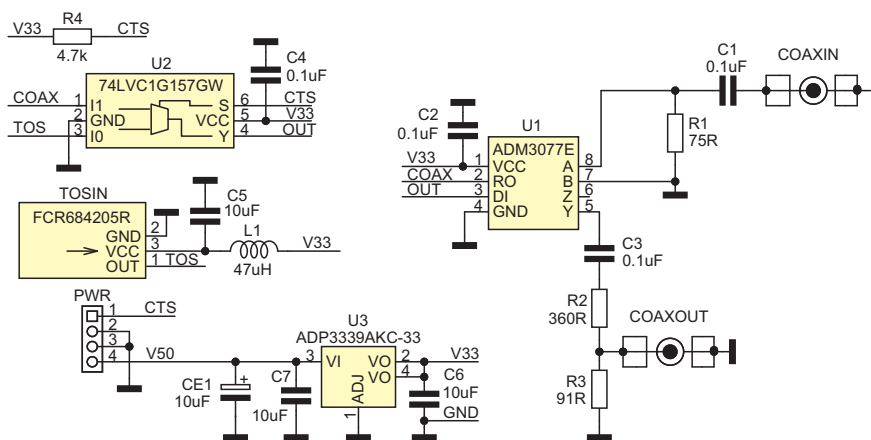 V33
R4
4.7k
CTS
U2
74LVC1G157GW
COAX
1
I1
S
6
CTS
2
GND
VCC
5
V33
TOS
3
I0
Y
4
OUT
C4
0.1uF
TOSIN
FCR684205R
GND
2
VCC
3
OUT
1
TOS
C5
10uF
L1
47uH
V33
PWR
1
CTS
2
3
4
V50
CE1
10uF
+
C7
10uF
U3
ADP3339AKC-33
3
VI
VO
2
V33
VO
4
ADJ
1
C6
10uF
GND
C2
0.1uF
U1
ADM3077E
V33
1
VCC
A
8
COAX
2
RO
B
7
OUT
3
DI
Z
6
4
GND
Y
5
C1
0.1uF
COAXIN
R1
75R
C3
0.1uF
R2
360R
COAXOUT
R3
91R